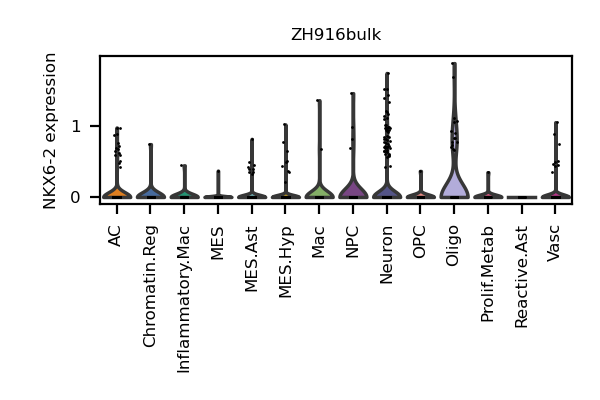 ZH916bulk
NKX6-2 expression
1
0
AC
Chromatin.Reg
Inflammatory.Mac
MES
MES.Ast
MES.Hyp
Mac
NPC
Neuron
OPC
Oligo
Prolif.Metab
Reactive.Ast
Vasc